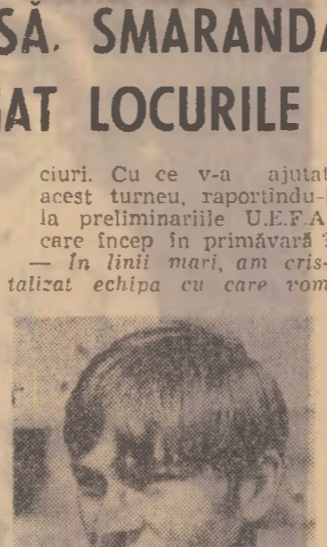 SĂ, SMARANDA
GAT LOCURILE
ciuri. Cu ce v-a ajutat
acest turneu, raportîndu-l
la preliminariile U.E.F.A.
care încep în primăvară ?
— În linii mari, am cris-
talizat echipa cu care vom